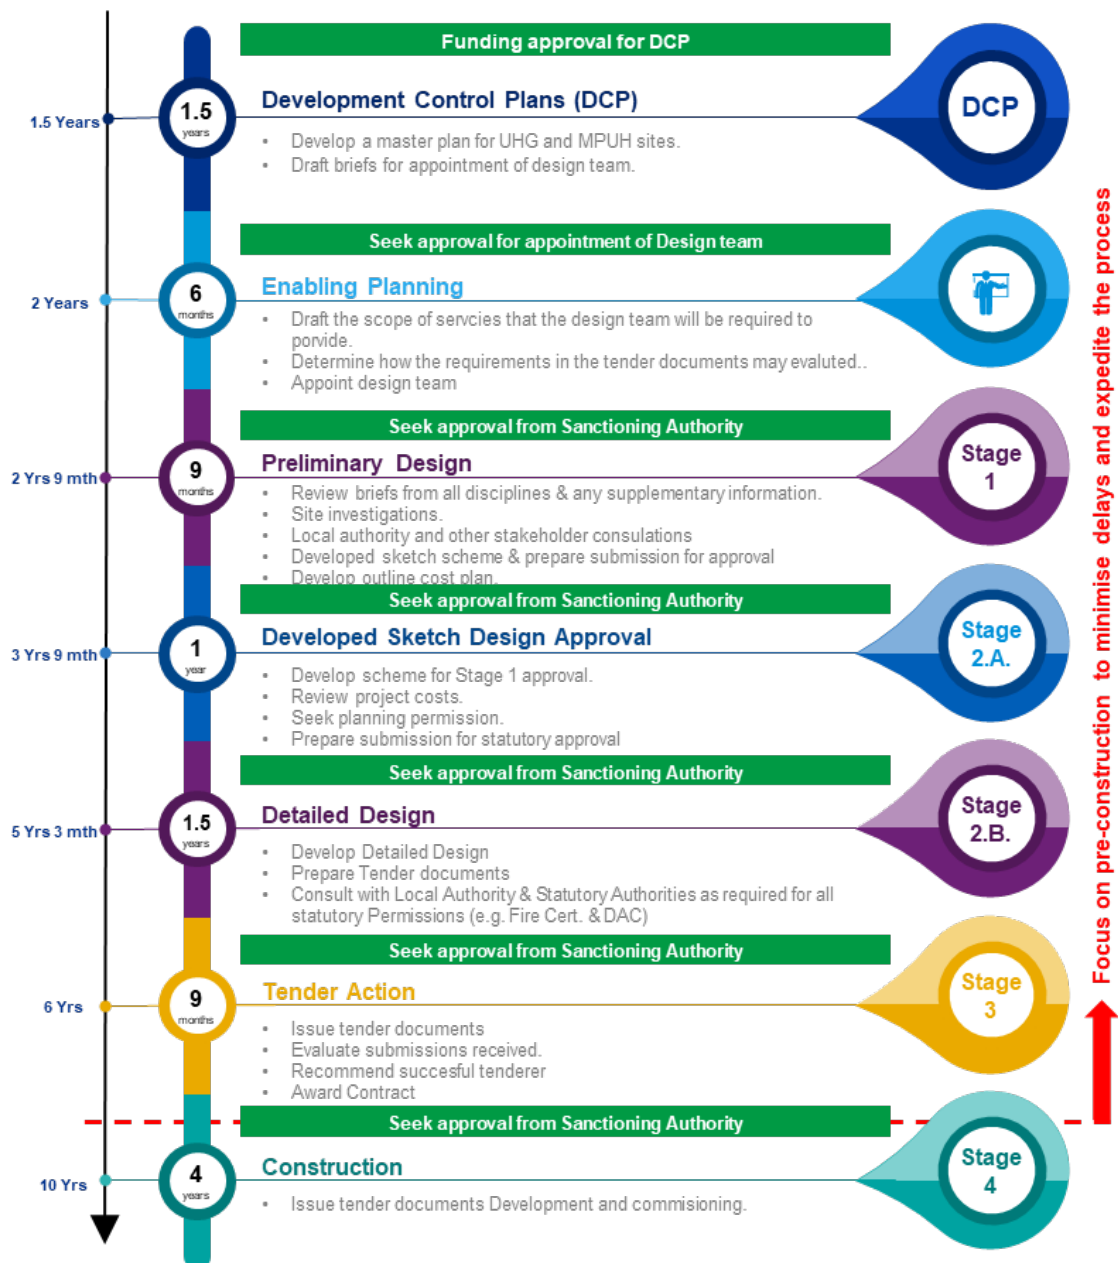 Funding approval for DCP
1.5 Years
1.5
years
Development Control Plans (DCP)
DCP
• Develop a master plan for UHG and MPUH sites.
• Draft briefs for appointment of design team.
Seek approval for appointment of Design team
2 Years
6
months
Enabling Planning
• Draft the scope of servcies that the design team will be required to
porvide.
• Determine how the requirements in the tender documents may evaluted..
• Appoint design team
Seek approval from Sanctioning Authority
2 Yrs 9 mth
9
months
Preliminary Design
Stage
1
• Review briefs from all disciplines & any supplementary information.
• Site investigations.
• Local authority and other stakeholder consulations
• Developed sketch scheme & prepare submission for approval
• Develop outline cost plan.
Seek approval from Sanctioning Authority
3 Yrs 9 mth
1
year
Developed Sketch Design Approval
Stage
2.A.
• Develop scheme for Stage 1 approval.
• Review project costs.
• Seek planning permission.
• Prepare submission for statutory approval
Seek approval from Sanctioning Authority
5 Yrs 3 mth
1.5
years
Detailed Design
Stage
2.B.
• Develop Detailed Design
• Prepare Tender documents
• Consult with Local Authority & Statutory Authorities as required for all
statutory Permissions (e.g. Fire Cert. & DAC)
Seek approval from Sanctioning Authority
6 Yrs
9
months
Tender Action
Stage
3
• Issue tender documents
• Evaluate submissions received.
• Recommend succesful tenderer
• Award Contract
Seek approval from Sanctioning Authority
10 Yrs
4
years
Construction
Stage
4
• Issue tender documents Development and commisioning.
Focus on pre-construction to minimise delays and expedite the process